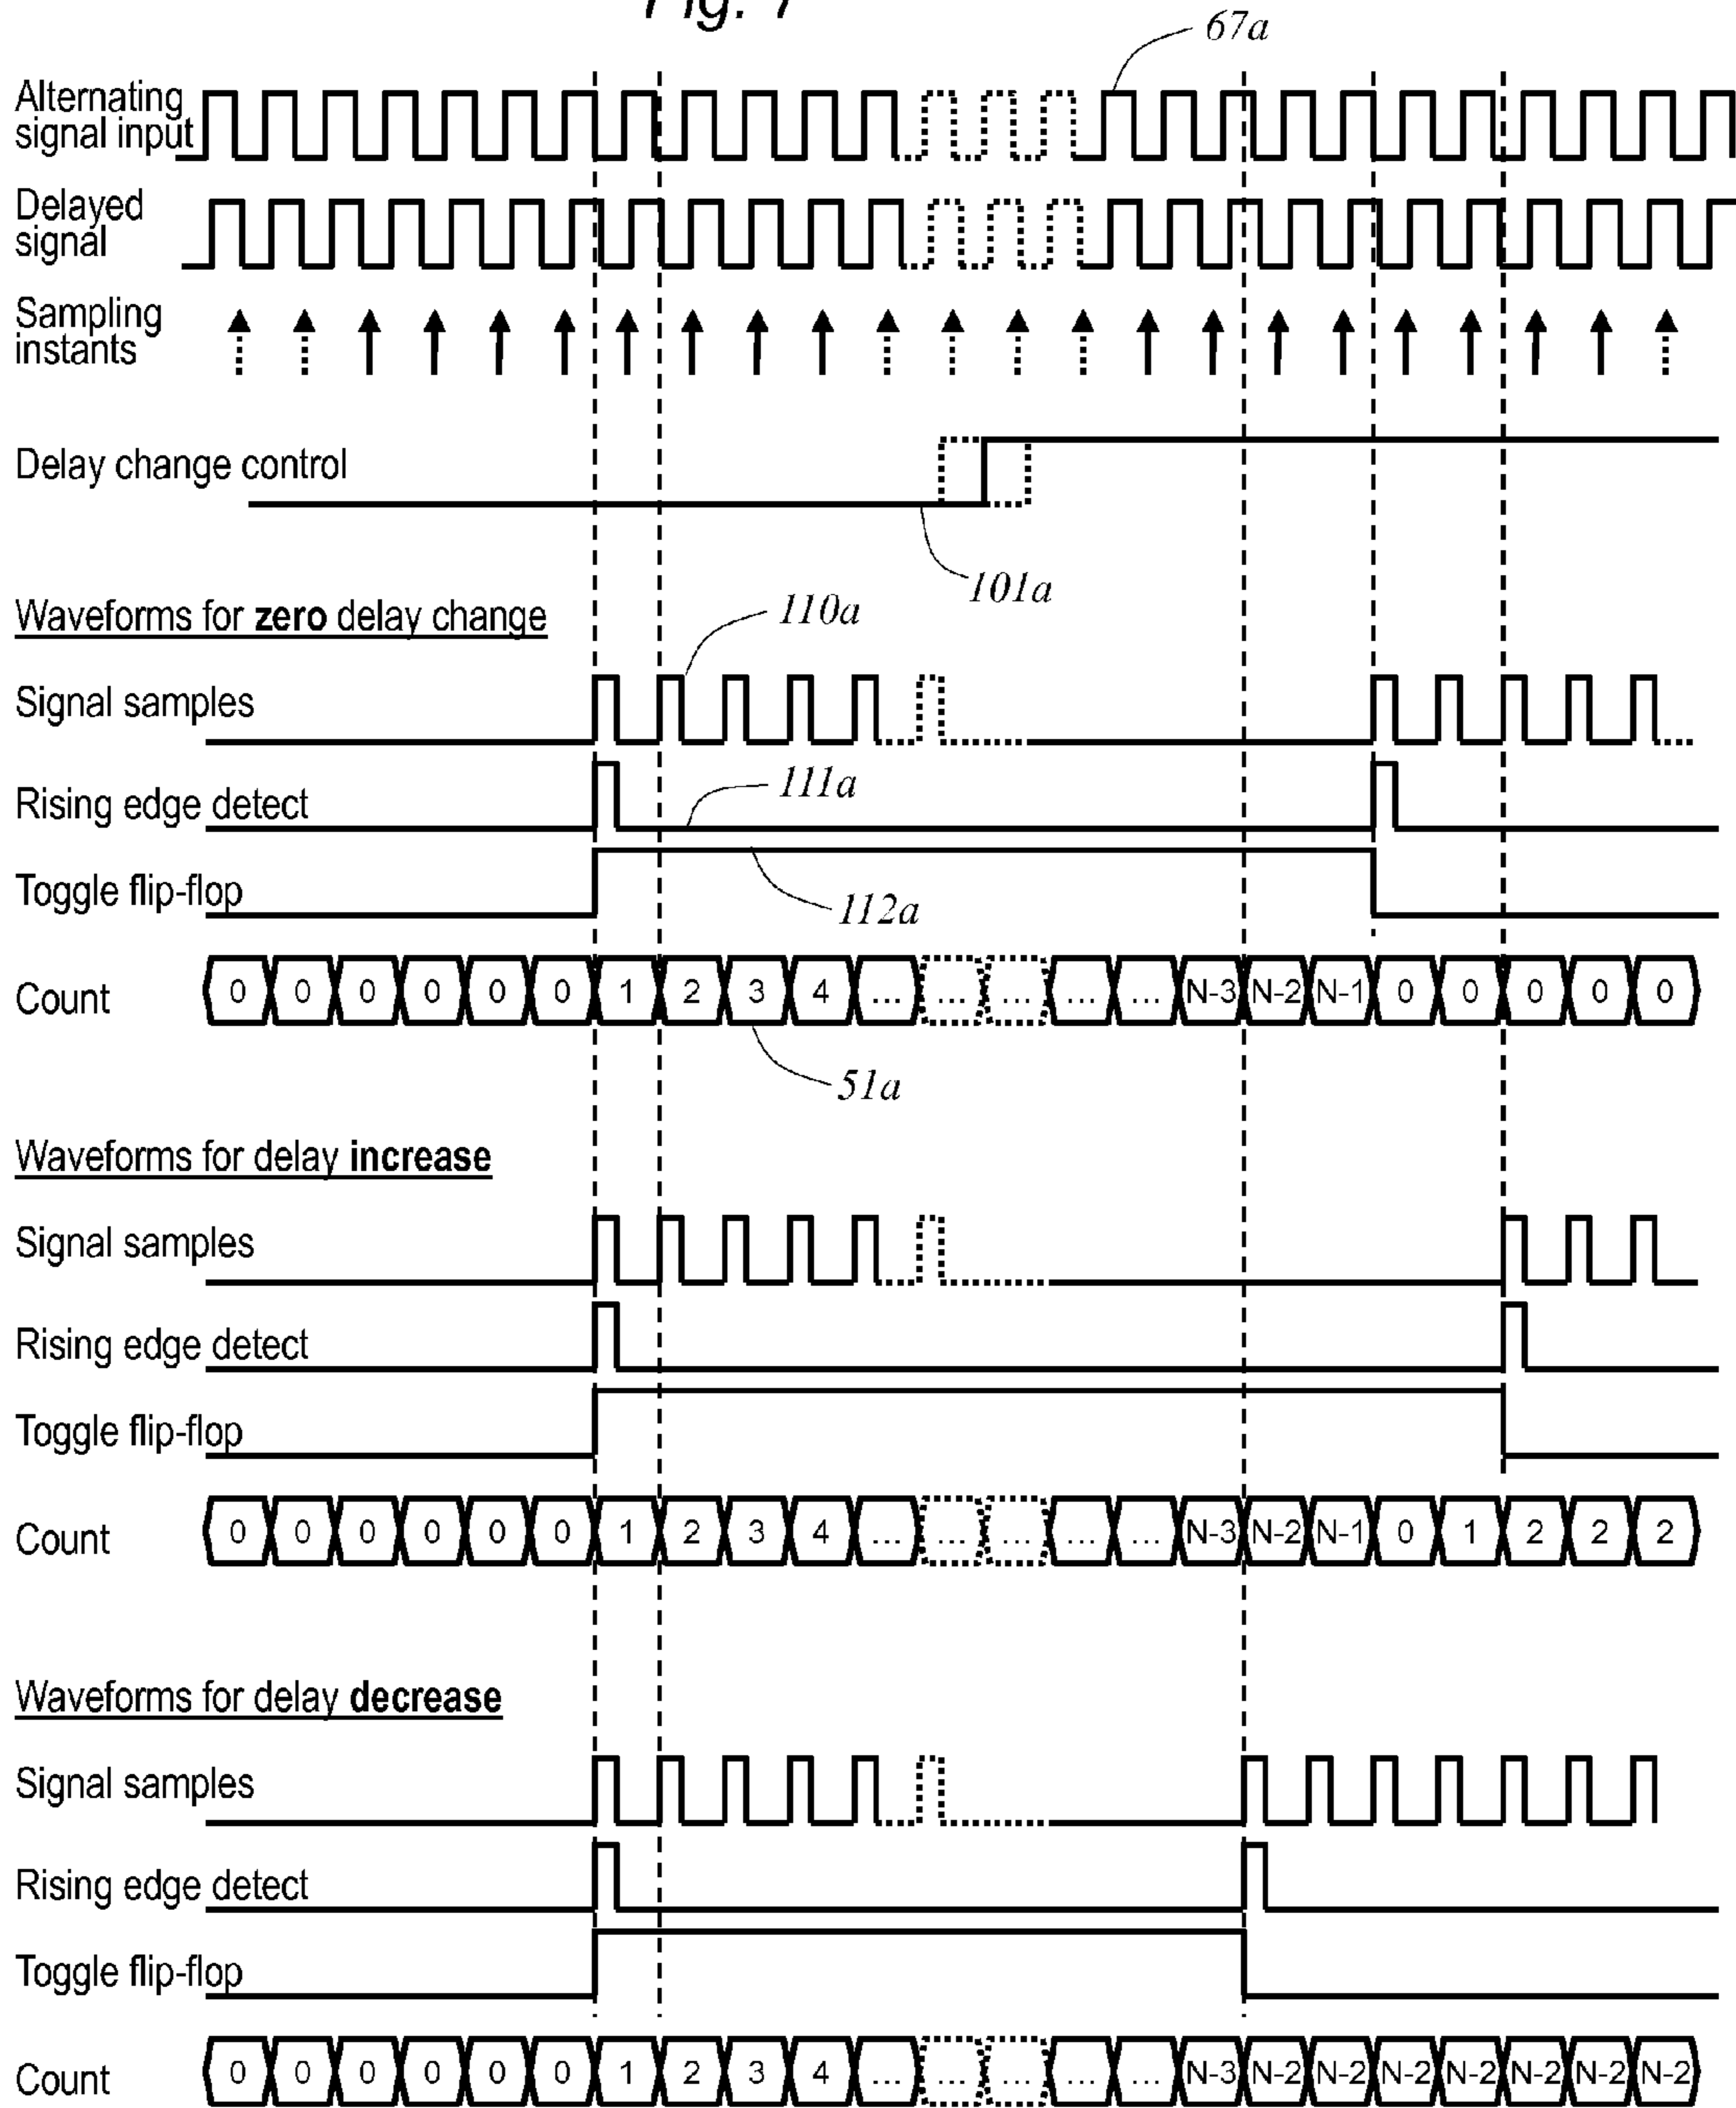 Fig. 7
67a
Alternating
signal input
Delayed
signal
Sampling
instants
Delay change control
101a
Waveforms for zero delay change
110a
Signal samples
Rising edge detect
111a
Toggle flip-flop
112a
Count 0 0 0 0 0 0 1 2 3 4 ... ... ... ... ... N-3 N-2 N-1 0 0 0 0 0
51a
Waveforms for delay increase
Signal samples
Rising edge detect
Toggle flip-flop
Count 0 0 0 0 0 0 1 2 3 4 ... ... ... ... ... N-3 N-2 N-1 0 1 2 2 2
Waveforms for delay decrease
Signal samples
Rising edge detect
Toggle flip-flop
Count 0 0 0 0 0 0 1 2 3 4 ... ... ... ... ... N-3 N-2 N-2 N-2 N-2 N-2 N-2 N-2